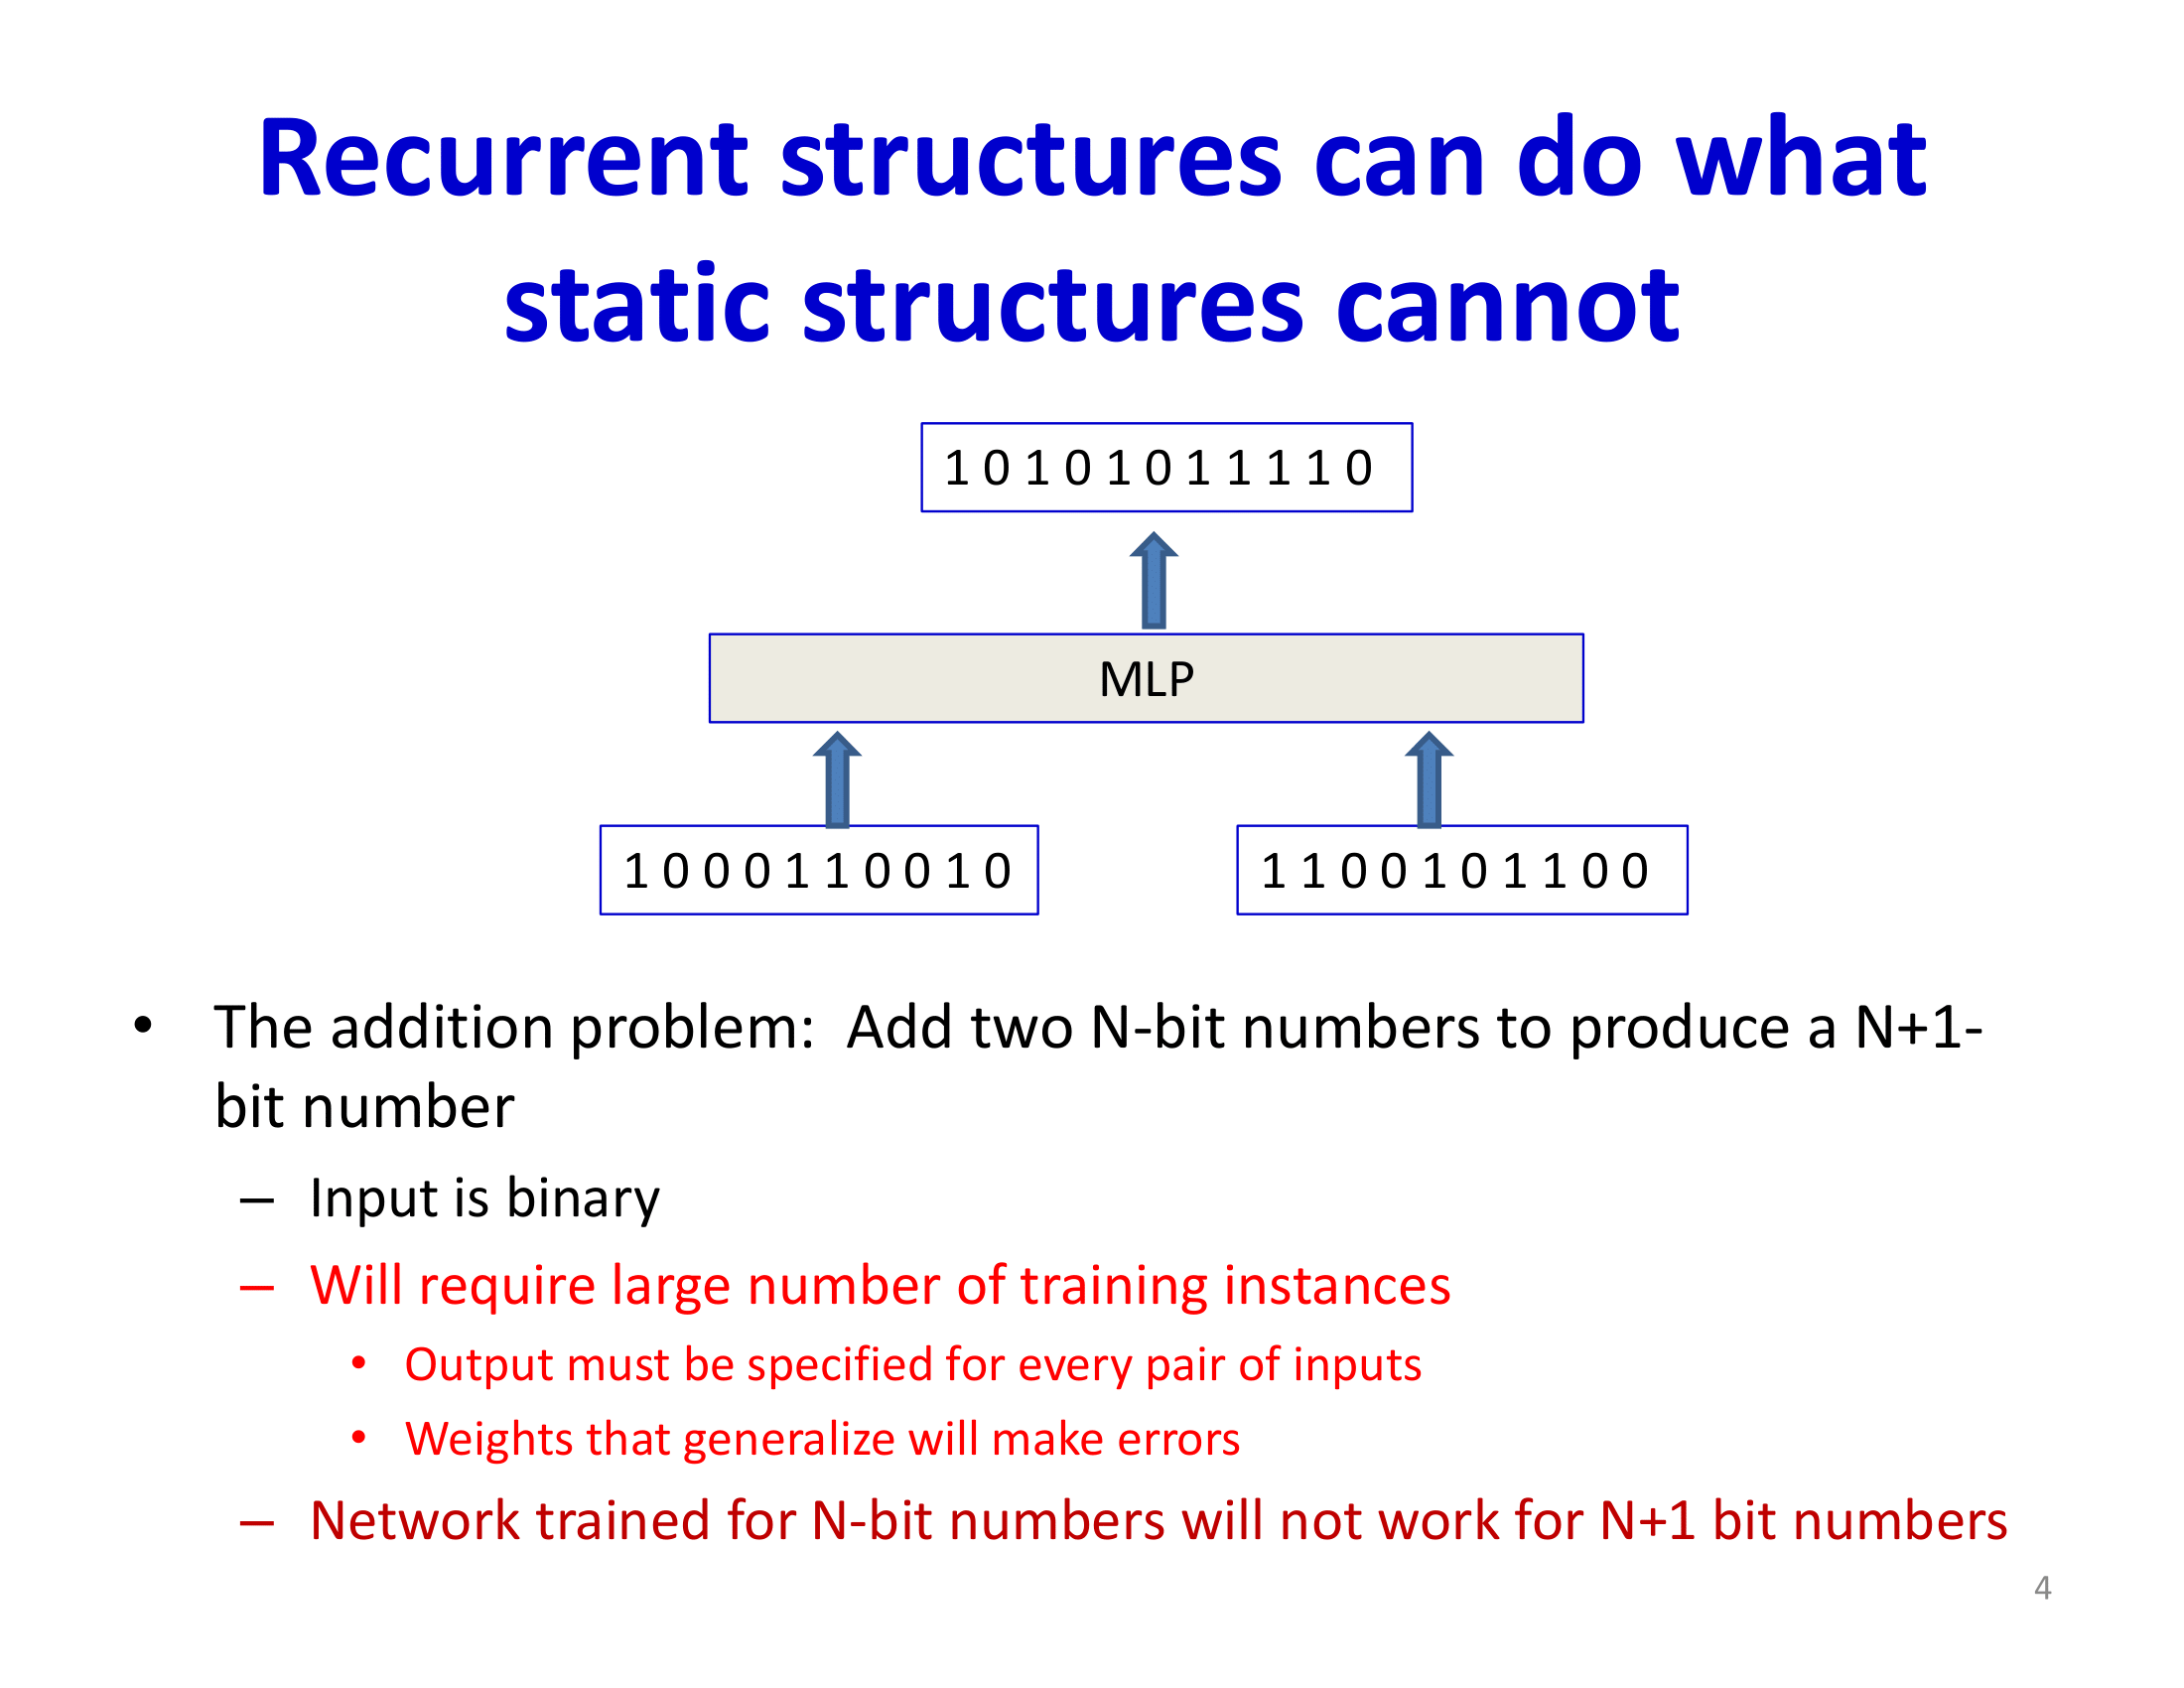 Recurrent structures can do what
static structures cannot
1 0 1 0 1 0 1 1 1 1 0
MLP
1 0 0 0 1 1 0 0 1 0
1 1 0 0 1 0 1 1 0 0
• The addition problem: Add two N-bit numbers to produce a N+1-
bit number
– Input is binary
– Will require large number of training instances
• Output must be specified for every pair of inputs
• Weights that generalize will make errors
– Network trained for N-bit numbers will not work for N+1 bit numbers
4